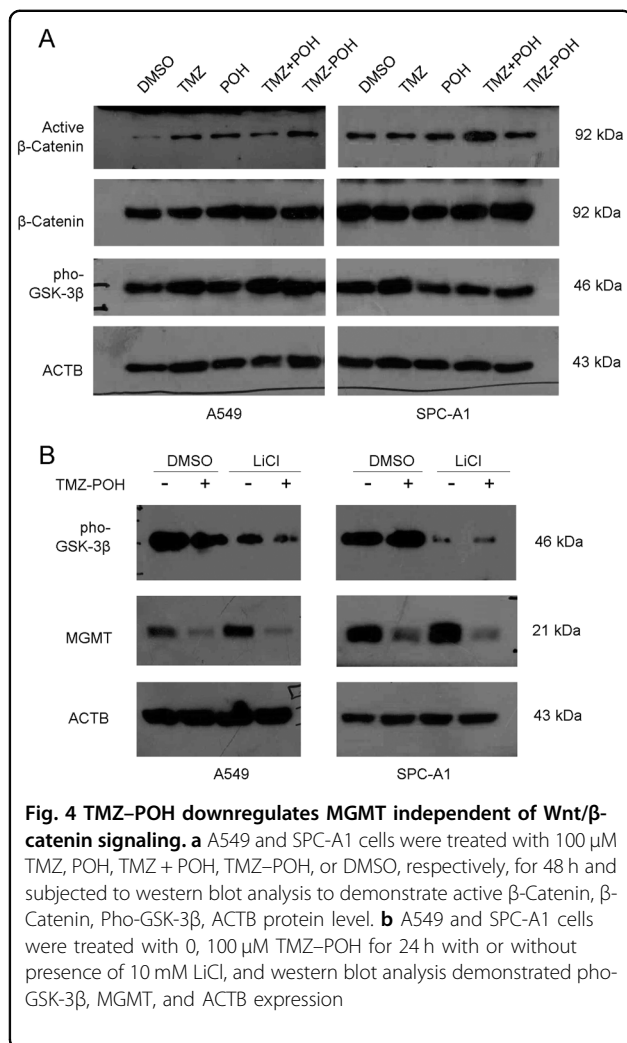 A
DMSO TMZ POH TMZ+POH TMZ-POH DMSO TMZ POH TMZ+POH TMZ-POH
Active
β-Catenin
92 kDa
β-Catenin
92 kDa
pho-
GSK-3β
46 kDa
ACTB
43 kDa
A549 SPC-A1
B
DMSO LiCl DMSO LiCl
TMZ-POH - + - + - + - +
pho-
GSK-3β
46 kDa
MGMT
21 kDa
ACTB
43 kDa
A549 SPC-A1
Fig. 4 TMZ–POH downregulates MGMT independent of Wnt/β-
catenin signaling. a A549 and SPC-A1 cells were treated with 100 μM
TMZ, POH, TMZ + POH, TMZ–POH, or DMSO, respectively, for 48 h and
subjected to western blot analysis to demonstrate active β-Catenin, β-
Catenin, Pho-GSK-3β, ACTB protein level. b A549 and SPC-A1 cells
were treated with 0, 100 μM TMZ–POH for 24 h with or without
presence of 10 mM LiCl, and western blot analysis demonstrated pho-
GSK-3β, MGMT, and ACTB expression